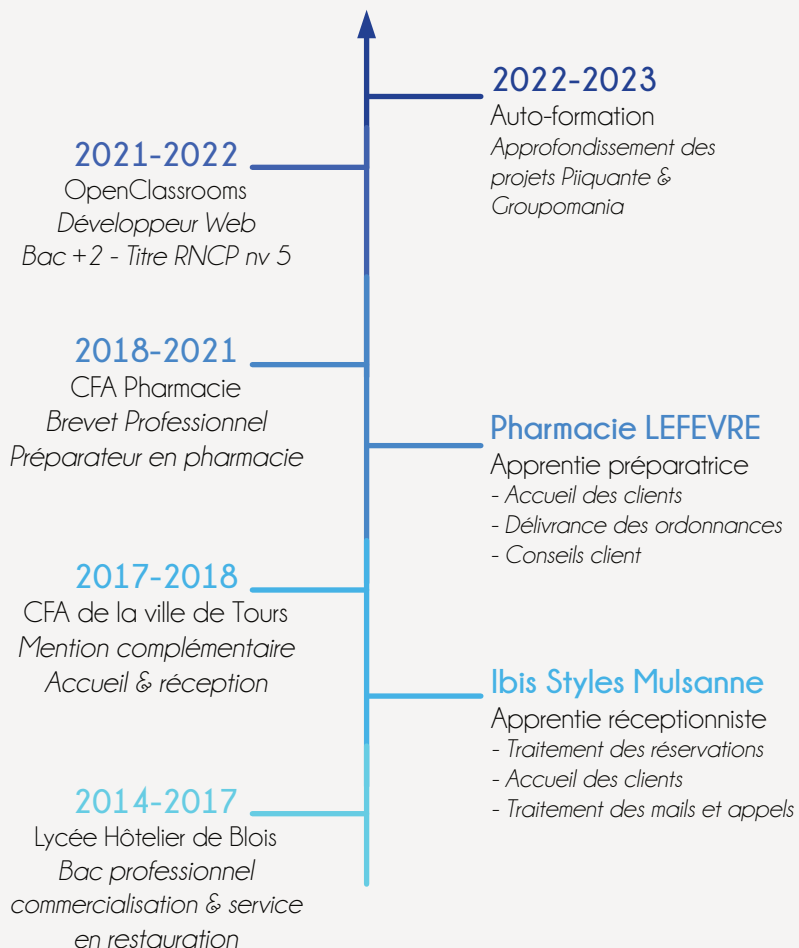 2022-2023
Auto-formation
Approfondissement des
projets Piiquante &
Groupomania
2021-2022
OpenClassrooms
Développeur Web
Bac +2 - Titre RNCP nv 5
2018-2021
CFA Pharmacie
Brevet Professionnel
Préparateur en pharmacie
Pharmacie LEFEVRE
Apprentie préparatrice
- Accueil des clients
- Délivrance des ordonnances
- Conseils client
2017-2018
CFA de la ville de Tours
Mention complémentaire
Accueil & réception
Ibis Styles Mulsanne
Apprentie réceptionniste
- Traitement des réservations
- Accueil des clients
- Traitement des mails et appels
2014-2017
Lycée Hôtelier de Blois
Bac professionnel
commercialisation & service
en restauration